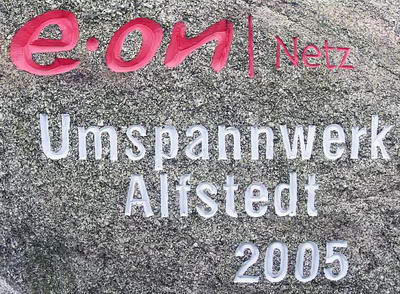 e·on | Netz
Umspannwerk
Alfstedt
2005